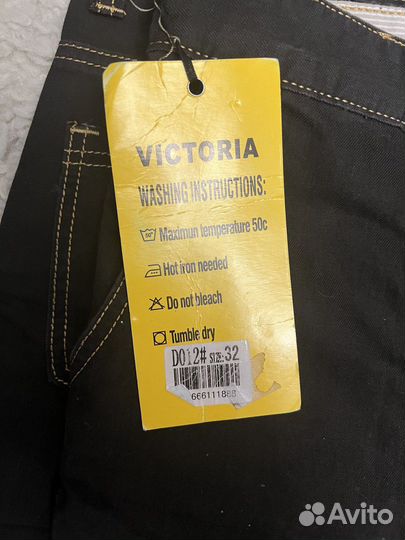 VICTORIA
WASHING INSTRUCTIONS:
50° Maximun temperature 50c
Hot iron needed
Do not bleach
Tumble dry
D012# SIZE: 32
666111888
Avito